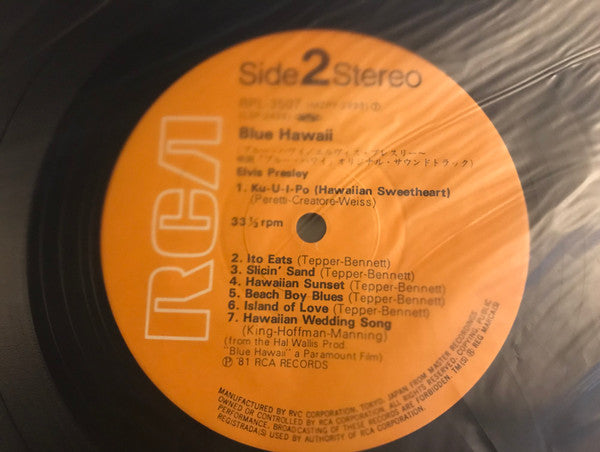 Side 2 Stereo
RPL-3507
Blue Hawaii
Elvis Presley
1. Ku-U-I-Po (Hawaiian Sweetheart)
(Peretti-Creatore-Weiss)
33 1/3 rpm
2. Ito Eats (Tepper-Bennett)
3. Slicin' Sand (Tepper-Bennett)
4. Hawaiian Sunset (Tepper-Bennett)
5. Beach Boy Blues (Tepper-Bennett)
6. Island of Love (Tepper-Bennett)
7. Hawaiian Wedding Song
(King-Hoffman-Manning)
(from the Hal Wallis Prod.
"Blue Hawaii" a Paramount Film)
Ⓟ '81 RCA RECORDS
RCA
MANUFACTURED BY RVC CORPORATION, TOKYO, JAPAN FROM MASTER RECORDINGS
OWNED OR CONTROLLED BY RCA CORPORATION. ALL RIGHTS RESERVED. COPYING, PUBLIC
PERFORMANCE, BROADCASTING OF THESE RECORDS ARE FORBIDDEN. TM(S) ® REG. MARCA(S)
REGISTRADA(S) USED BY AUTHORITY OF RCA CORPORATION.